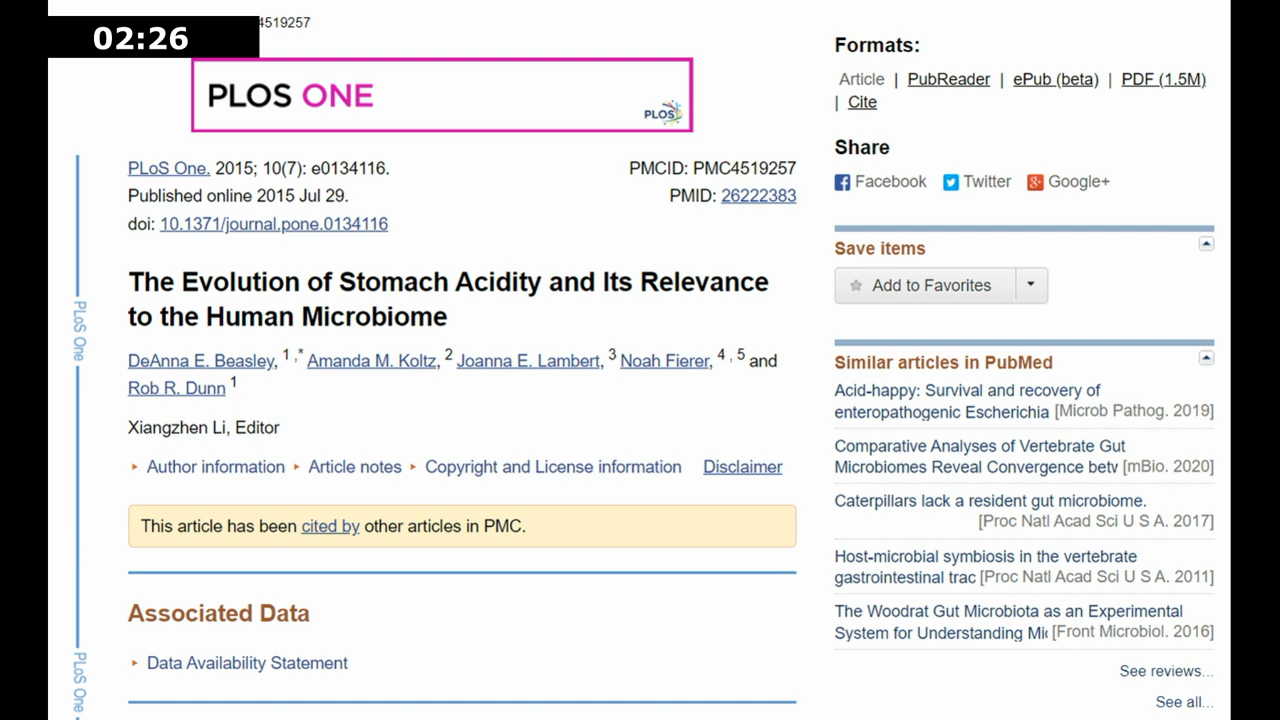 4519257
02:26
PLOS ONE
PLOS
PLoS One. 2015; 10(7): e0134116.
PMCID: PMC4519257
Published online 2015 Jul 29.
PMID: 26222383
doi: 10.1371/journal.pone.0134116
The Evolution of Stomach Acidity and Its Relevance
to the Human Microbiome
DeAnna E. Beasley, 1 ,* Amanda M. Koltz, 2 Joanna E. Lambert, 3 Noah Fierer, 4 , 5 and
Rob R. Dunn 1
Xiangzhen Li, Editor
Author information Article notes Copyright and License information Disclaimer
This article has been cited by other articles in PMC.
Associated Data
Data Availability Statement
PLoS One
PLoS One
Formats:
Article | PubReader | ePub (beta) | PDF (1.5M)
| Cite
Share
Facebook Twitter Google+
Save items
Add to Favorites
Similar articles in PubMed
Acid-happy: Survival and recovery of
enteropathogenic Escherichia [Microb Pathog. 2019]
Comparative Analyses of Vertebrate Gut
Microbiomes Reveal Convergence betv [mBio. 2020]
Caterpillars lack a resident gut microbiome.
[Proc Natl Acad Sci U S A. 2017]
Host-microbial symbiosis in the vertebrate
gastrointestinal trac [Proc Natl Acad Sci U S A. 2011]
The Woodrat Gut Microbiota as an Experimental
System for Understanding Mic [Front Microbiol. 2016]
See reviews...
See all...